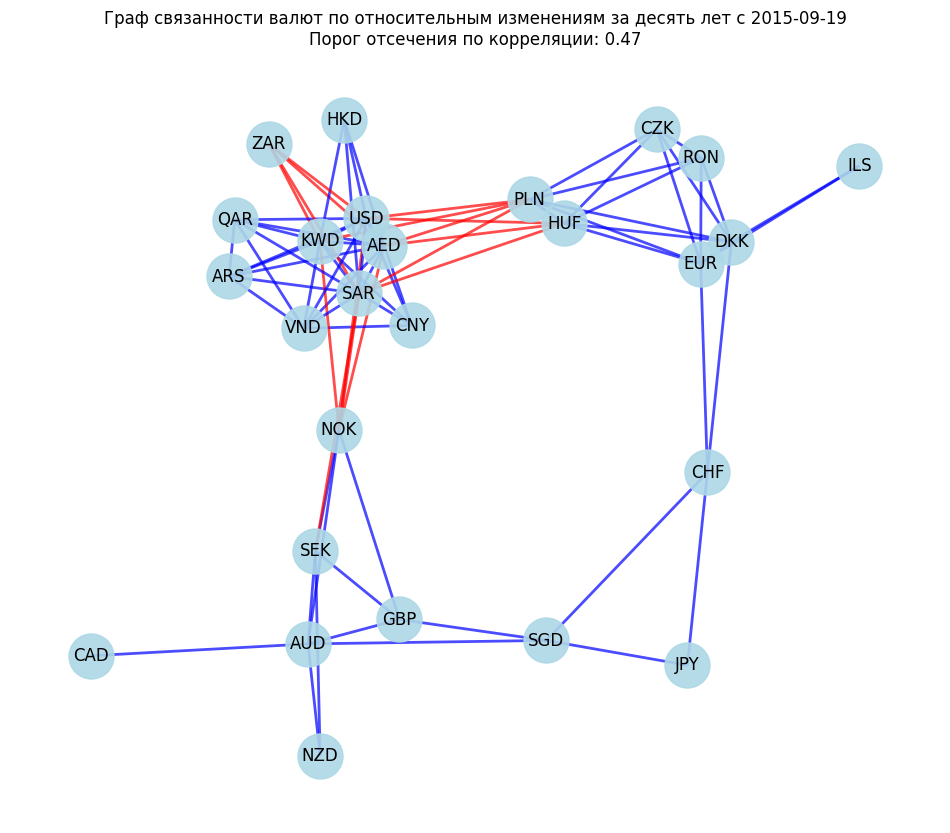 Граф связанности валют по относительным изменениям за десять лет с 2015-09-19
Порог отсечения по корреляции: 0.47
HKD
CZK
ZAR
RON
ILS
PLN
QAR
USD
HUF
KWD
AED
DKK
EUR
ARS
SAR
VND
CNY
NOK
CHF
SEK
GBP
AUD
SGD
CAD
JPY
NZD